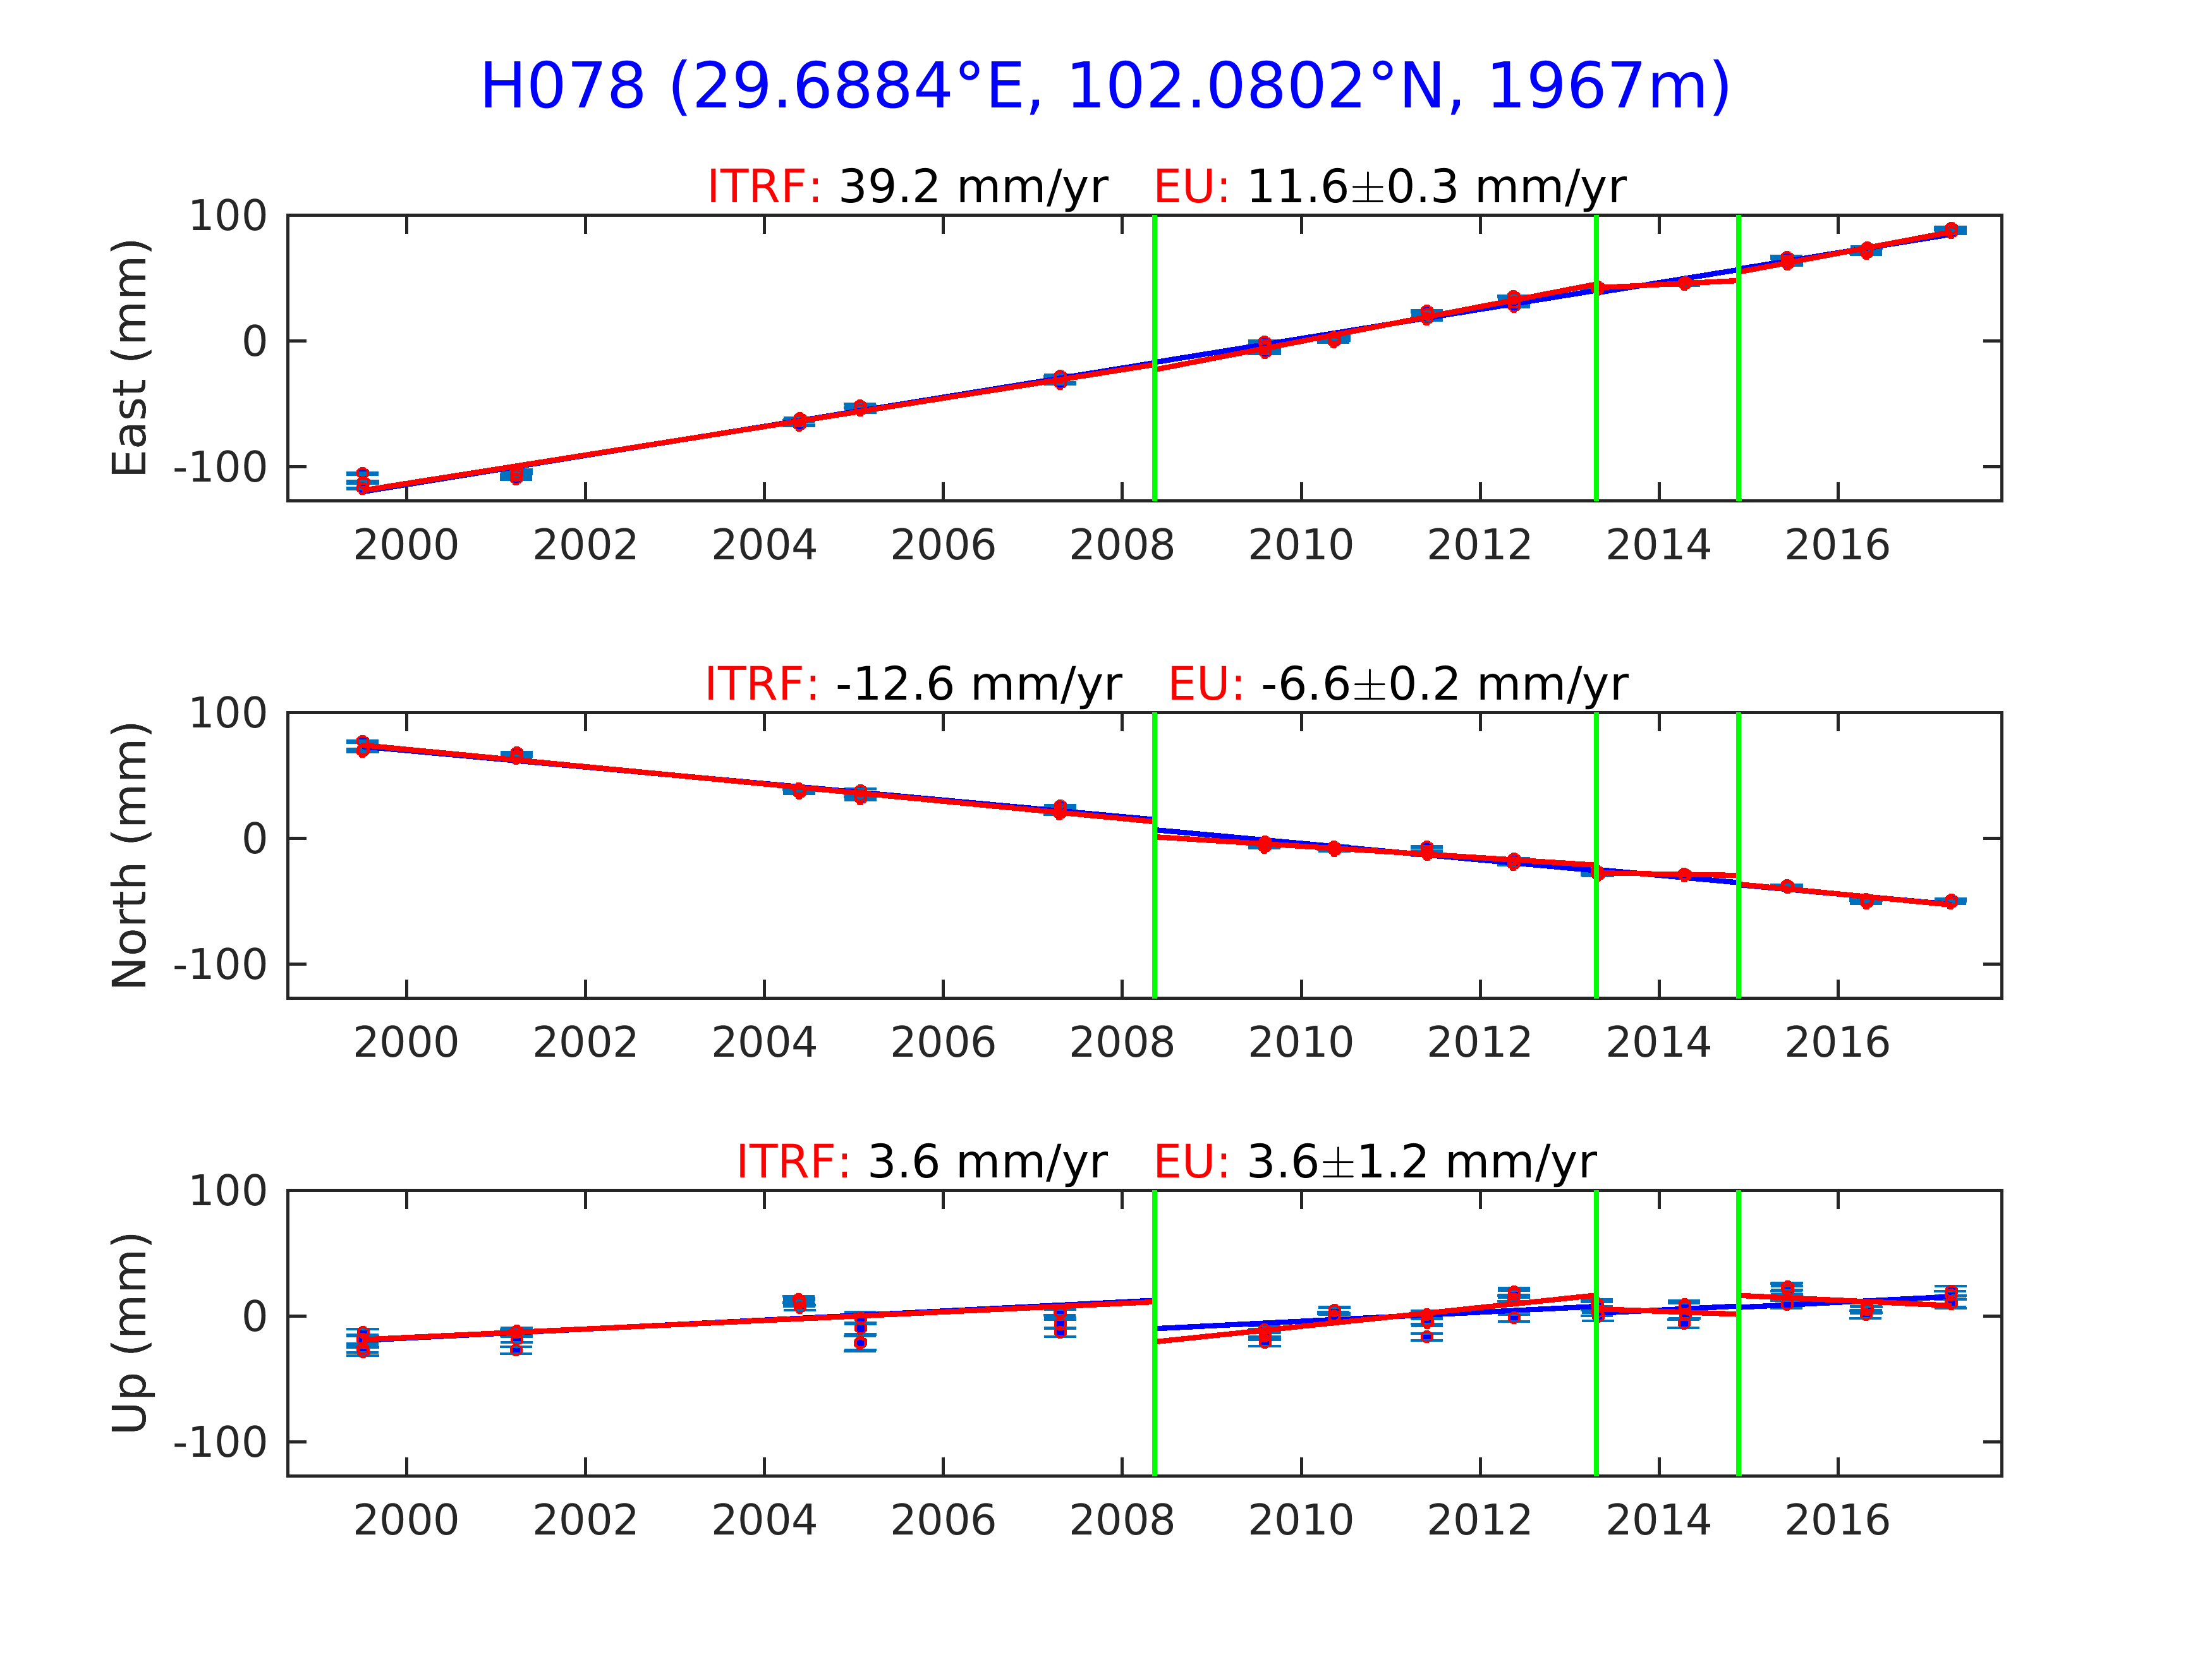 H078 (29.6884°E, 102.0802°N, 1967m)
ITRF: 39.2 mm/yr EU: 11.6±0.3 mm/yr
100
0
-100
East (mm)
2000 2002 2004 2006 2008 2010 2012 2014 2016
ITRF: -12.6 mm/yr EU: -6.6±0.2 mm/yr
100
0
-100
North (mm)
2000 2002 2004 2006 2008 2010 2012 2014 2016
ITRF: 3.6 mm/yr EU: 3.6±1.2 mm/yr
100
0
-100
Up (mm)
2000 2002 2004 2006 2008 2010 2012 2014 2016